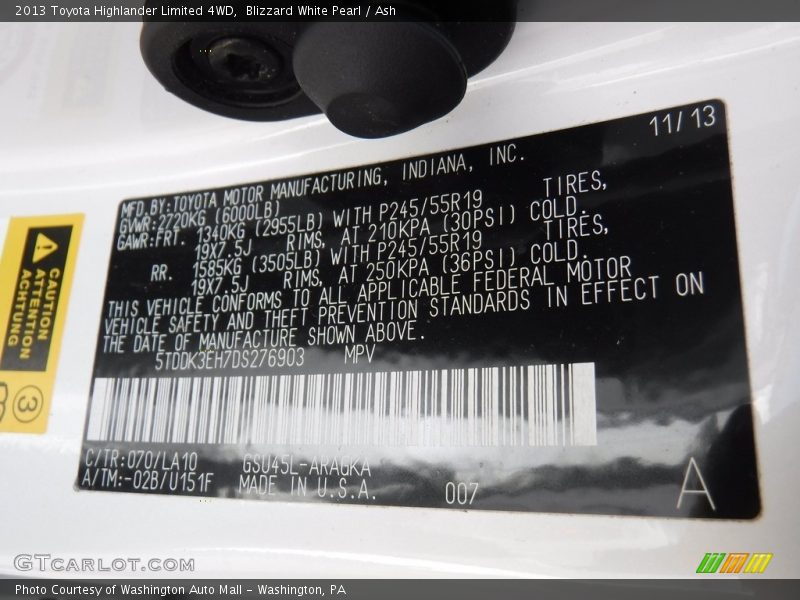 2013 Toyota Highlander Limited 4WD,  Blizzard White Pearl / Ash
11/13
MFD.BY:TOYOTA MOTOR MANUFACTURING, INDIANA, INC.
GVWR:2720KG (6000LB)
GAWR:FRT. 1340KG (2955LB) WITH P245/55R19 TIRES,
19X7.5J RIMS, AT 210KPA (30PSI) COLD.
RR. 1585KG (3505LB) WITH P245/55R19 TIRES,
19X7.5J RIMS, AT 250KPA (36PSI) COLD.
THIS VEHICLE CONFORMS TO ALL APPLICABLE FEDERAL MOTOR
VEHICLE SAFETY AND THEFT PREVENTION STANDARDS IN EFFECT ON
THE DATE OF MANUFACTURE SHOWN ABOVE.
5TDDK3EH7DS276903 MPV
C/TR:070/LA10 GSU45L-ARAGKA
A/TM:-02B/U151F MADE IN U.S.A. 007
A
CAUTION
ATTENTION
ACHTUNG
3
GTCARLOT.COM
Photo Courtesy of Washington Auto Mall - Washington, PA